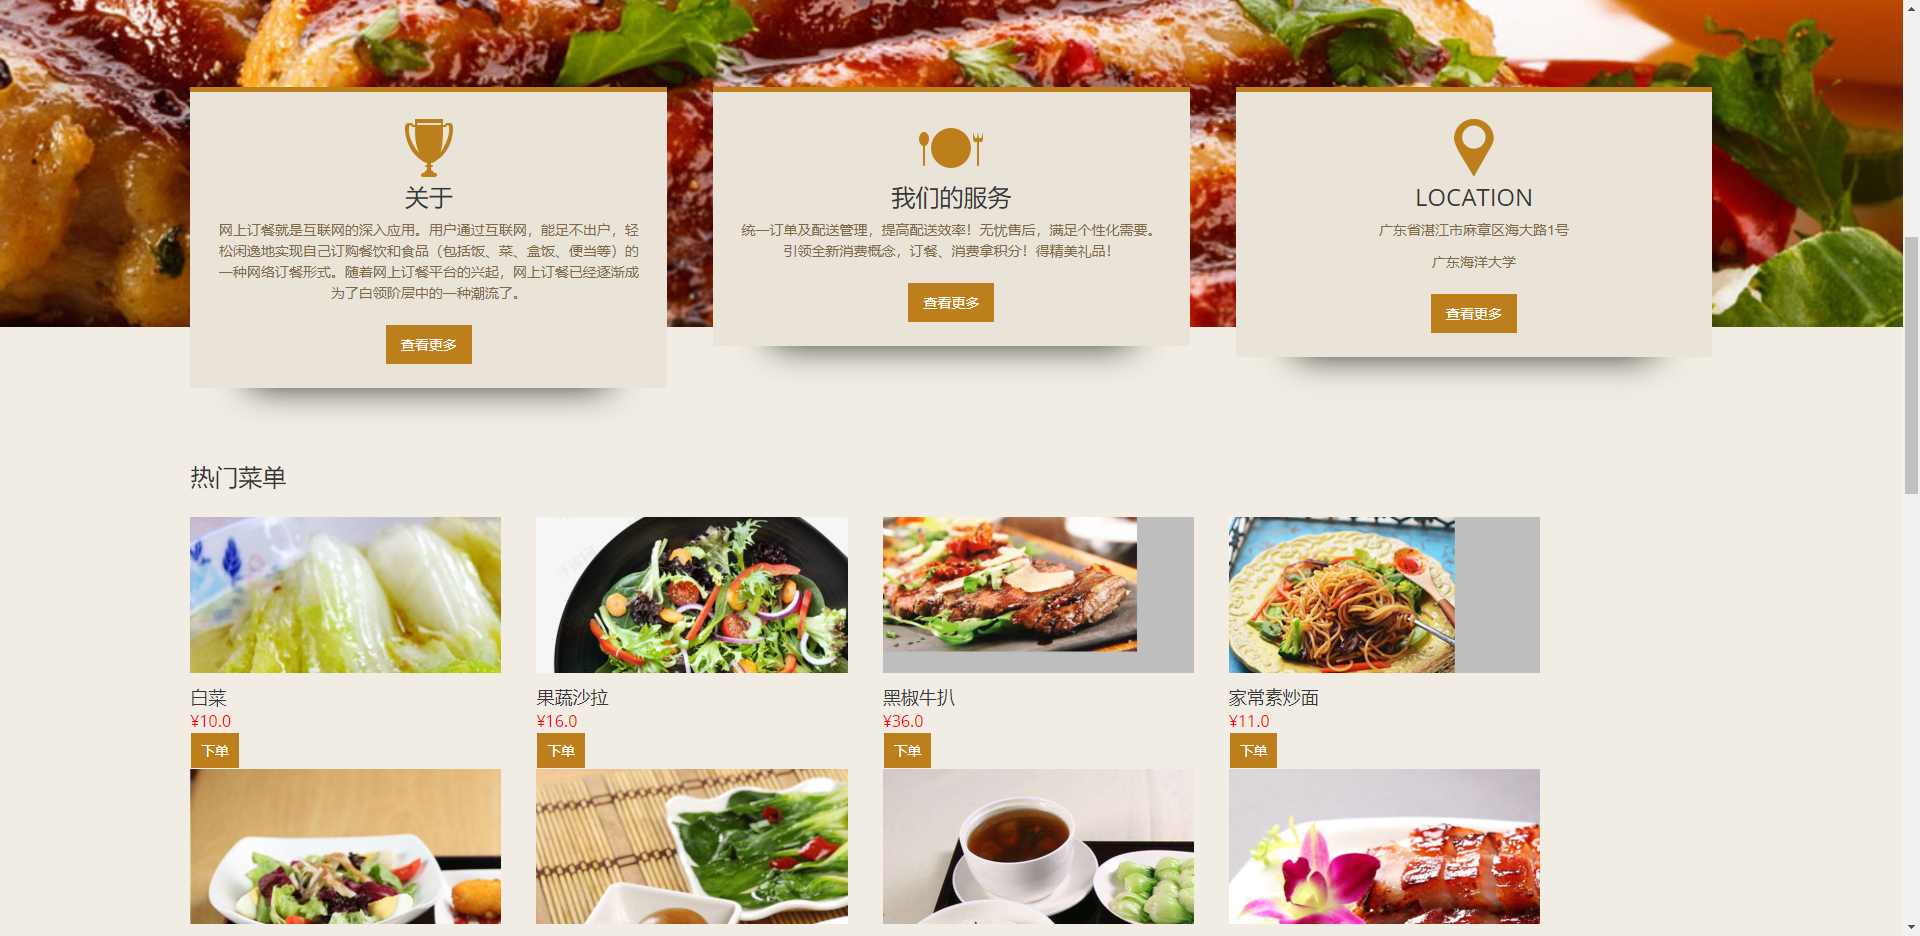 关于
网上订餐就是互联网的深入应用。用户通过互联网，能足不出户，轻
松闲逸地实现自己订购餐饮和食品（包括饭、菜、盒饭、便当等）的
一种网络订餐形式。随着网上订餐平台的兴起，网上订餐已经逐渐成
为了白领阶层中的一种潮流了。
查看更多
我们的服务
统一订单及配送管理，提高配送效率！无忧售后，满足个性化需要。
引领全新消费概念，订餐、消费拿积分！得精美礼品！
查看更多
LOCATION
广东省湛江市麻章区海大路1号
广东海洋大学
查看更多
热门菜单
白菜
¥10.0
下单
果蔬沙拉
¥16.0
下单
黑椒牛扒
¥36.0
下单
家常素炒面
¥11.0
下单